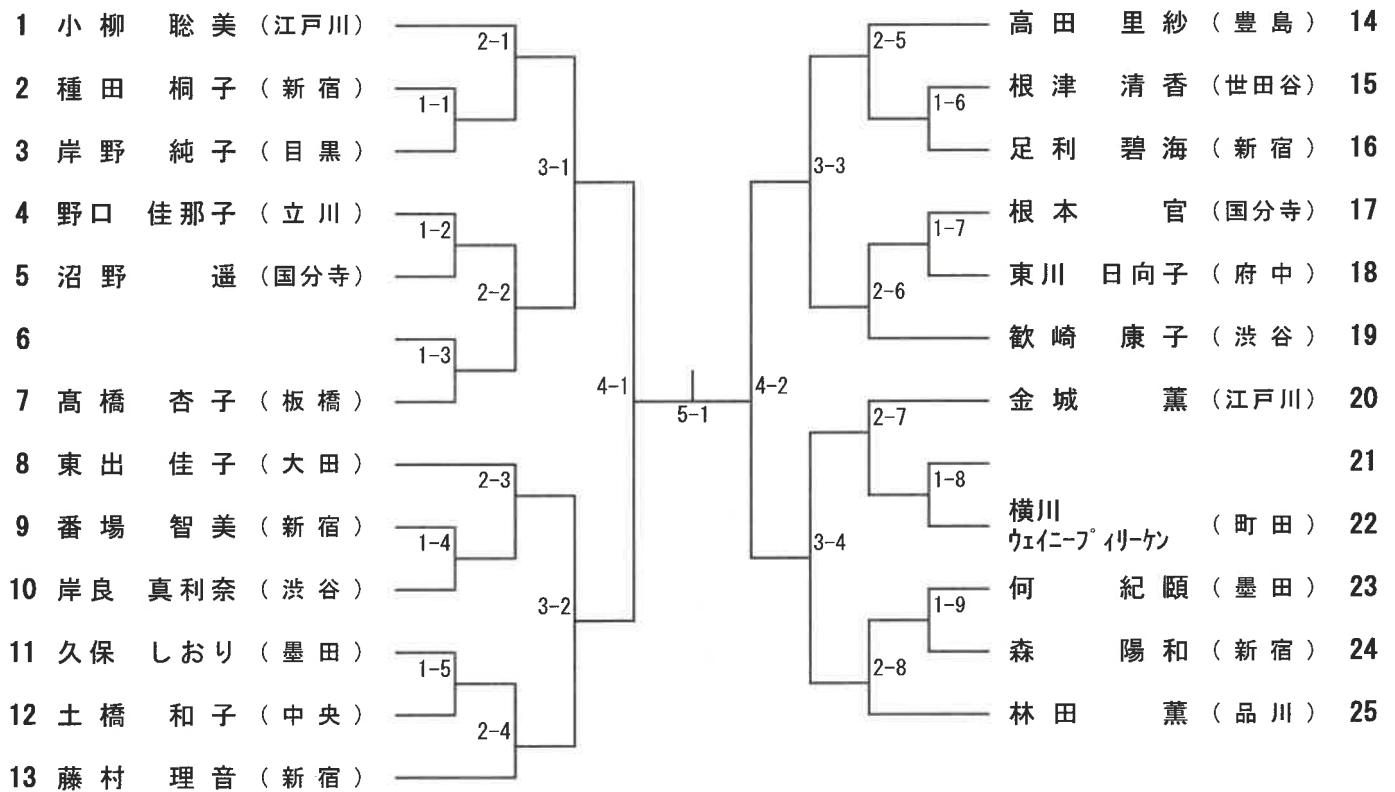 1 小柳 聡美 (江戸川)
2-1
2 種田 桐子 (新宿)
1-1
3 岸野 純子 (目黒)
3-1
4 野口 佳那子 (立川)
1-2
5 沼野 遥 (国分寺)
2-2
6
1-3
7 髙橋 杏子 (板橋)
4-1
8 東出 佳子 (大田)
2-3
9 番場 智美 (新宿)
1-4
10 岸良 真利奈 (渋谷)
3-2
11 久保 しおり (墨田)
1-5
12 土橋 和子 (中央)
2-4
13 藤村 理音 (新宿)
5-1
高田 里紗 (豊島) 14
2-5
根津 清香 (世田谷) 15
1-6
足利 碧海 (新宿) 16
3-3
根本 官 (国分寺) 17
1-7
東川 日向子 (府中) 18
2-6
歓崎 康子 (渋谷) 19
4-2
金城 薫 (江戸川) 20
2-7
21
1-8
横川
ウェイニープィリーケン (町田) 22
3-4
何 紀頤 (墨田) 23
1-9
森 陽和 (新宿) 24
2-8
林田 薫 (品川) 25